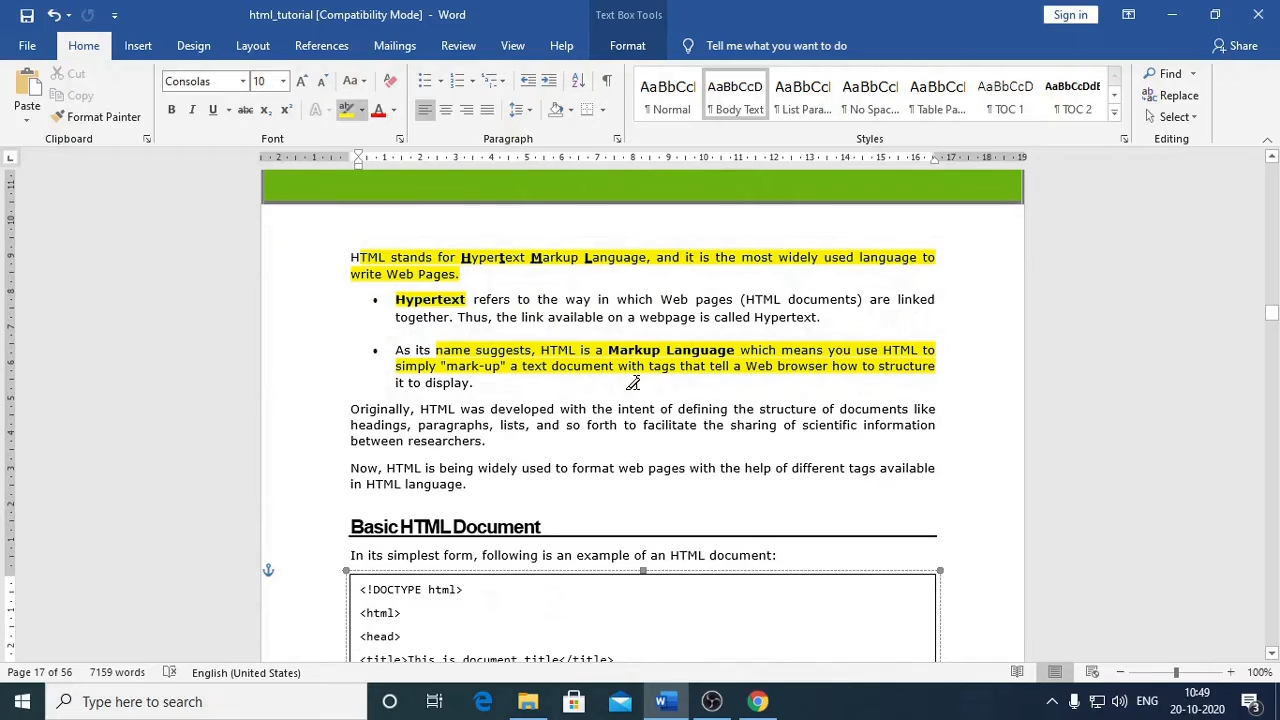 html_tutorial [Compatibility Mode] - Word
Text Box Tools
Sign in
File Home Insert Design Layout References Mailings Review View Help Format Tell me what you want to do Share
Cut
Copy
Paste
Format Painter
Clipboard
Consolas 10
Font
Paragraph
AaBbCcI AaBbCcDc AaBbCcI AaBbCcI AaBbCcI AaBbCcDc AaBbCcDdE
¶ Normal ¶ Body Text ¶ List Para... ¶ No Spac... ¶ Table Pa... ¶ TOC 1 ¶ TOC 2
Styles
Find
Replace
Select
Editing
HTML stands for Hypertext Markup Language, and it is the most widely used language to
write Web Pages.
• Hypertext refers to the way in which Web pages (HTML documents) are linked
together. Thus, the link available on a webpage is called Hypertext.
• As its name suggests, HTML is a Markup Language which means you use HTML to
simply "mark-up" a text document with tags that tell a Web browser how to structure
it to display.
Originally, HTML was developed with the intent of defining the structure of documents like
headings, paragraphs, lists, and so forth to facilitate the sharing of scientific information
between researchers.
Now, HTML is being widely used to format web pages with the help of different tags available
in HTML language.
Basic HTML Document
In its simplest form, following is an example of an HTML document:
<!DOCTYPE html>
<html>
<head>
<title>This is document title</title>
Page 17 of 56 7159 words English (United States) 100%
Type here to search
10:49
20-10-2020
3